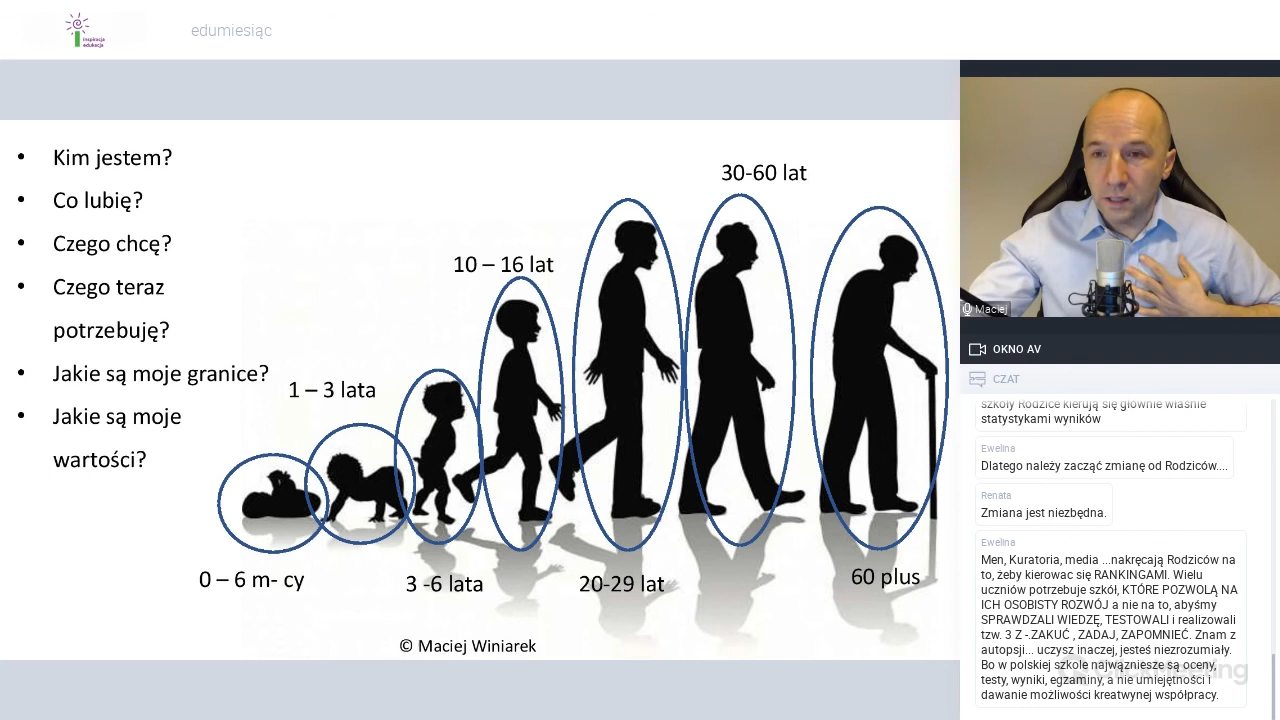 inspiracja
edukacja
edumiesiąc
• Kim jestem?
• Co lubię?
• Czego chcę?
• Czego teraz
potrzebuję?
• Jakie są moje granice?
• Jakie są moje
wartości?
30-60 lat
10 – 16 lat
1 – 3 lata
0 – 6 m- cy
3 -6 lata
20-29 lat
60 plus
© Maciej Winiarek
Maciej
OKNO AV
CZAT
szkoły Rodzice kierują się głównie właśnie
statystykami wyników
Ewelina
Dlatego należy zacząć zmianę od Rodziców....
Renata
Zmiana jest niezbędna.
Ewelina
Men, Kuratoria, media ...nakręcają Rodziców na
to, żeby kierowac się RANKINGAMI. Wielu
uczniów potrzebuje szkół, KTÓRE POZWOLĄ NA
ICH OSOBISTY ROZWÓJ a nie na to, abyśmy
SPRAWDZALI WIEDZĘ, TESTOWALI i realizowali
tzw. 3 Z -.ZAKUĆ , ZADAJ, ZAPOMNIEĆ. Znam z
autopsji... uczysz inaczej, jesteś niezrozumiały.
Bo w polskiej szkole najważniejsze są oceny,
testy, wyniki, egzaminy, a nie umiejętności i
dawanie możliwości kreatwynej współpracy.
ClickMeeting